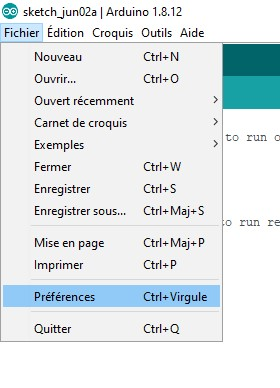 sketch_jun02a | Arduino 1.8.12
Fichier Édition Croquis Outils Aide
Nouveau Ctrl+N
Ouvrir... Ctrl+O
Ouvert récemment
Carnet de croquis
Exemples
Fermer Ctrl+W
Enregistrer Ctrl+S
Enregistrer sous... Ctrl+Maj+S
Mise en page Ctrl+Maj+P
Imprimer Ctrl+P
Préférences Ctrl+Virgule
Quitter Ctrl+Q
to run o
to run re